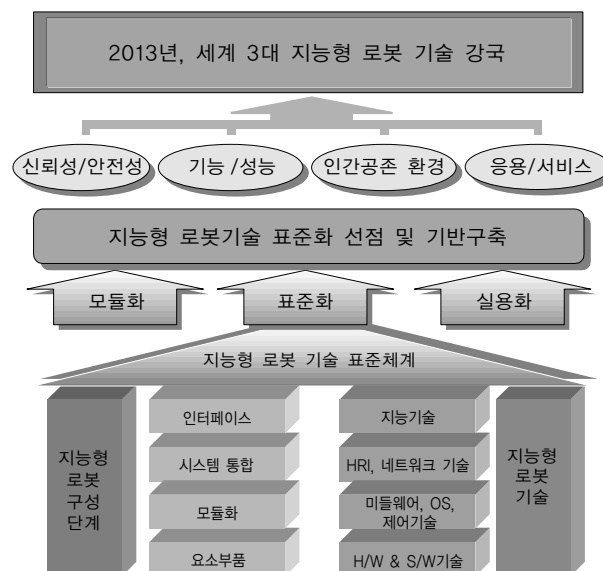 2013년, 세계 3대 지능형 로봇 기술 강국
신뢰성/안전성
기능 /성능
인간공존 환경
응용/서비스
지능형 로봇기술 표준화 선점 및 기반구축
모듈화
표준화
실용화
지능형 로봇 기술 표준체계
지능형
로봇
구성
단계
인터페이스
시스템 통합
모듈화
요소부품
지능기술
HRI, 네트워크 기술
미들웨어, OS,
제어기술
H/W & S/W기술
지능형
로봇
기술